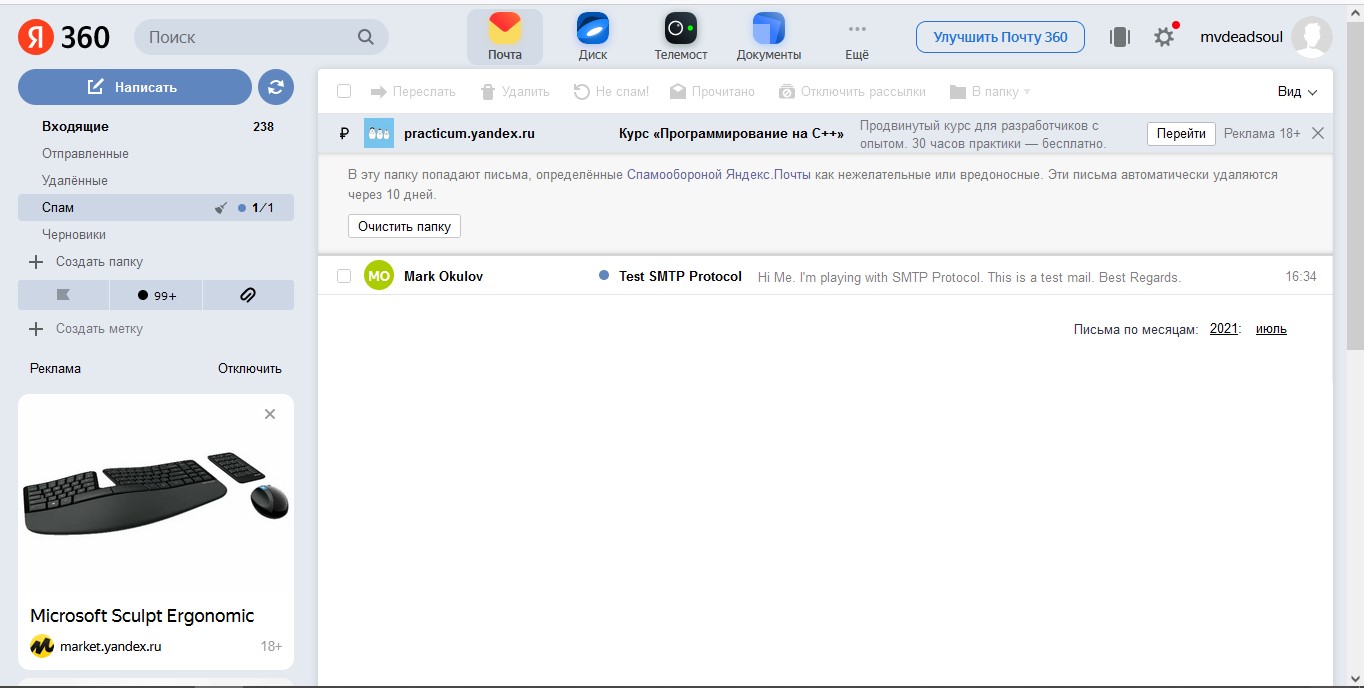 Я 360
Поиск
Почта
Диск
Телемост
Документы
Ещё
Улучшить Почту 360
mvdeadsoul
Написать
Переслать
Удалить
Не спам!
Прочитано
Отключить рассылки
В папку
Вид
Входящие 238
Отправленные
Удалённые
Спам 1/1
Черновики
Создать папку
99+
Создать метку
Реклама Отключить
Microsoft Sculpt Ergonomic
market.yandex.ru 18+
₽ practicum.yandex.ru Курс «Программирование на C++»
Продвинутый курс для разработчиков с
опытом. 30 часов практики — бесплатно.
Перейти Реклама 18+
В эту папку попадают письма, определённые Спамообороной Яндекс.Почты как нежелательные или вредоносные. Эти письма автоматически удаляются
через 10 дней.
Очистить папку
MO Mark Okulov Test SMTP Protocol Hi Me. I'm playing with SMTP Protocol. This is a test mail. Best Regards. 16:34
Письма по месяцам: 2021: июль